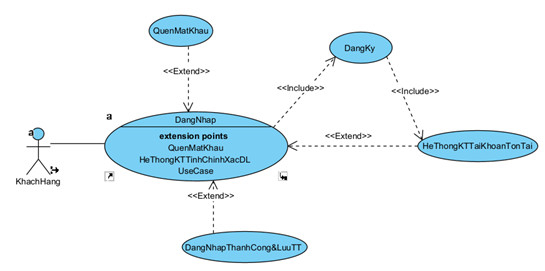 QuenMatKhau
DangKy
<<Extend>>
<<Include>>
a
DangNhap
extension points
QuenMatKhau
HeThongKTTinhChinhXacDL
UseCase
<<Include>>
<<Extend>>
a
KhachHang
HeThongKTTaiKhoanTonTai
<<Extend>>
DangNhapThanhCong&LuuTT